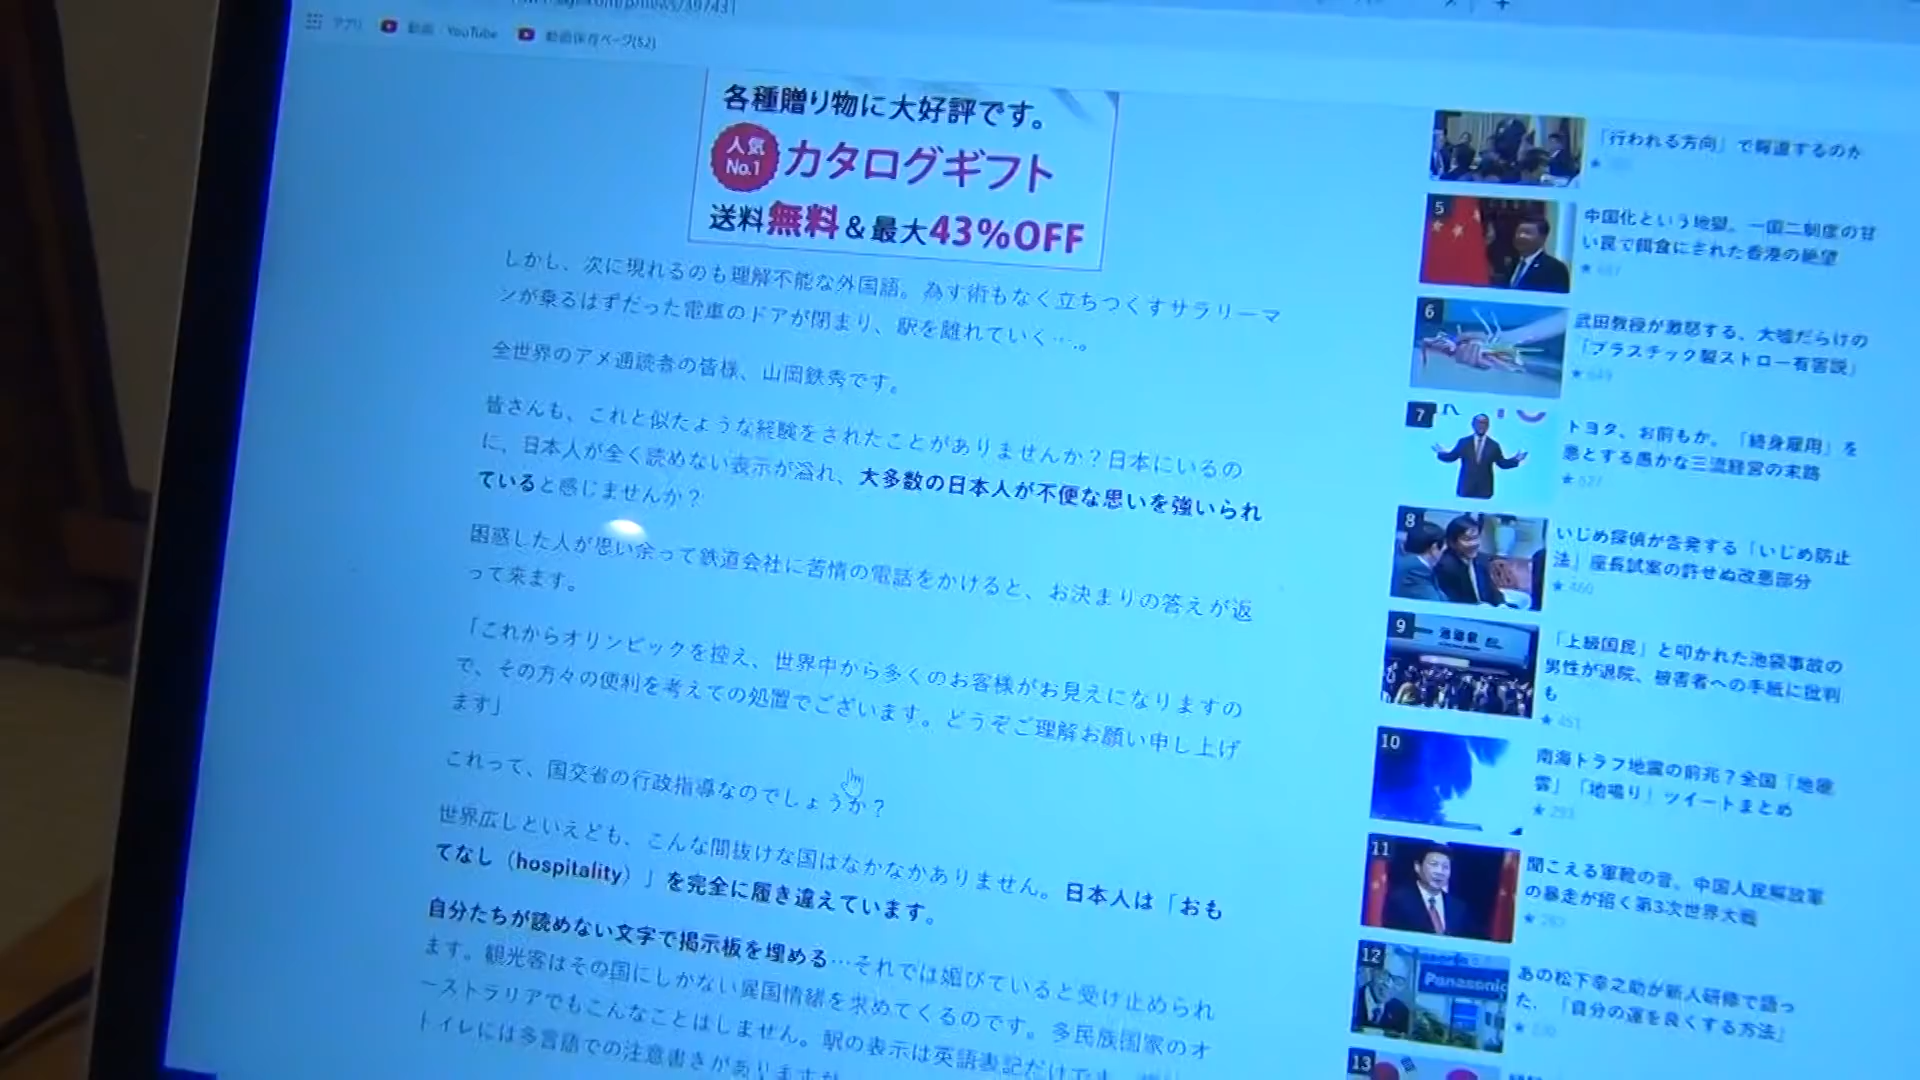 アプリ
動画 - YouTube
動画保存ページ(52)
各種贈り物に大好評です。
人気
No.1
カタログギフト
送料無料&最大43%OFF
しかし、次に現れるのも理解不能な外国語。為す術もなく立ちつくすサラリーマ
ンが乗るはずだった電車のドアが閉まり、駅を離れていく….。
全世界のアメ通読者の皆様、山岡鉄秀です。
皆さんも、これと似たような経験をされたことがありませんか?日本にいるの
に、日本人が全く読めない表示が溢れ、大多数の日本人が不便な思いを強いられ
ていると感じませんか?
困惑した人が思い余って鉄道会社に苦情の電話をかけると、お決まりの答えが返
って来ます。
「これからオリンピックを控え、世界中から多くのお客様がお見えになりますの
で、その方々の便利を考えての処置でございます。どうぞご理解お願い申し上げ
ます」
これって、国交省の行政指導なのでしょうか?
世界広しといえども、こんな間抜けな国はなかなかありません。日本人は「おも
てなし(hospitality)」を完全に履き違えています。
自分たちが読めない文字で掲示板を埋める…それでは媚びていると受け止められ
ます。観光客はその国にしかない異国情緒を求めてくるのです。多民族国家のオ
ーストラリアでもこんなことはしません。駅の表示は英語表記だけです。
トイレには多言語での注意書きがありますが
「行われる方向」で報道するのか
5
中国化という地獄。一国二制度の甘
い罠で餌食にされた香港の絶望
6
武田教授が激怒する、大嘘だらけの
「プラスチック製ストロー有害説」
★ 649
7
トヨタ、お前もか。「終身雇用」を
悪とする愚かな三流経営の末路
★ 527
8
いじめ探偵が告発する「いじめ防止
法」座長試案の許せぬ改悪部分
★ 460
9
「上級国民」と叩かれた池袋事故の
男性が退院、被害者への手紙に批判
も
★ 451
10
南海トラフ地震の前兆?全国「地震
雲」「地鳴り」ツイートまとめ
★ 293
11
聞こえる軍靴の音。中国人民解放軍
の暴走が招く第3次世界大戦
12
Panasonic
あの松下幸之助が新人研修で語っ
た、「自分の運を良くする方法」
13